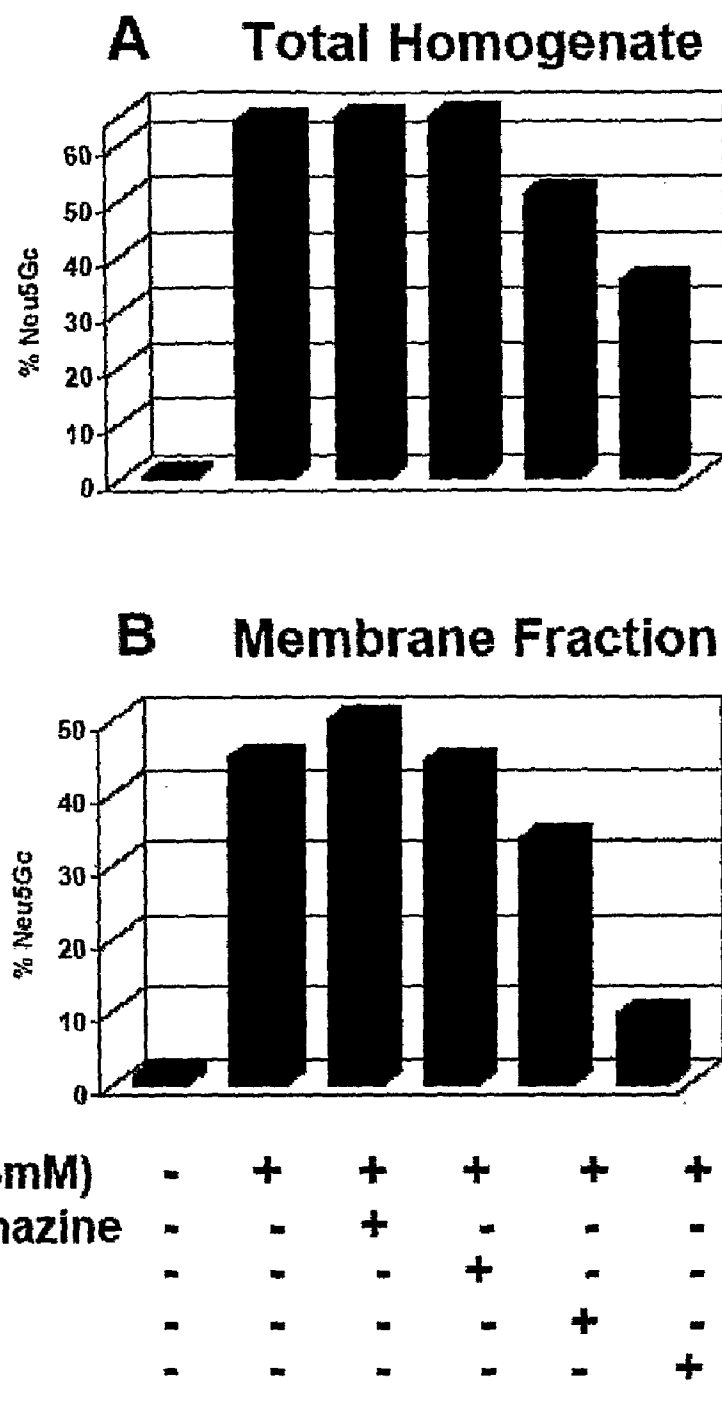 A Total Homogenate
60
50
40
30
20
10
0
% Neu5Gc
B Membrane Fraction
50
40
30
20
10
0
% Neu5Gc
mM) - + + + + +
nazine - - + - - -
- - - + - -
- - - - + -
- - - - - +